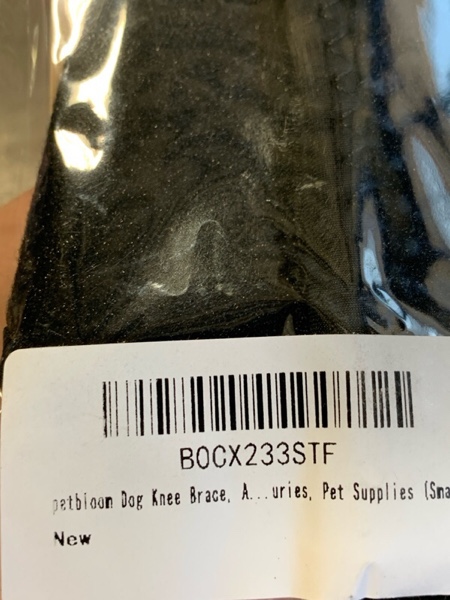 B0CX233STF
petbloom Dog Knee Brace, A...uries, Pet Supplies (Sma
New